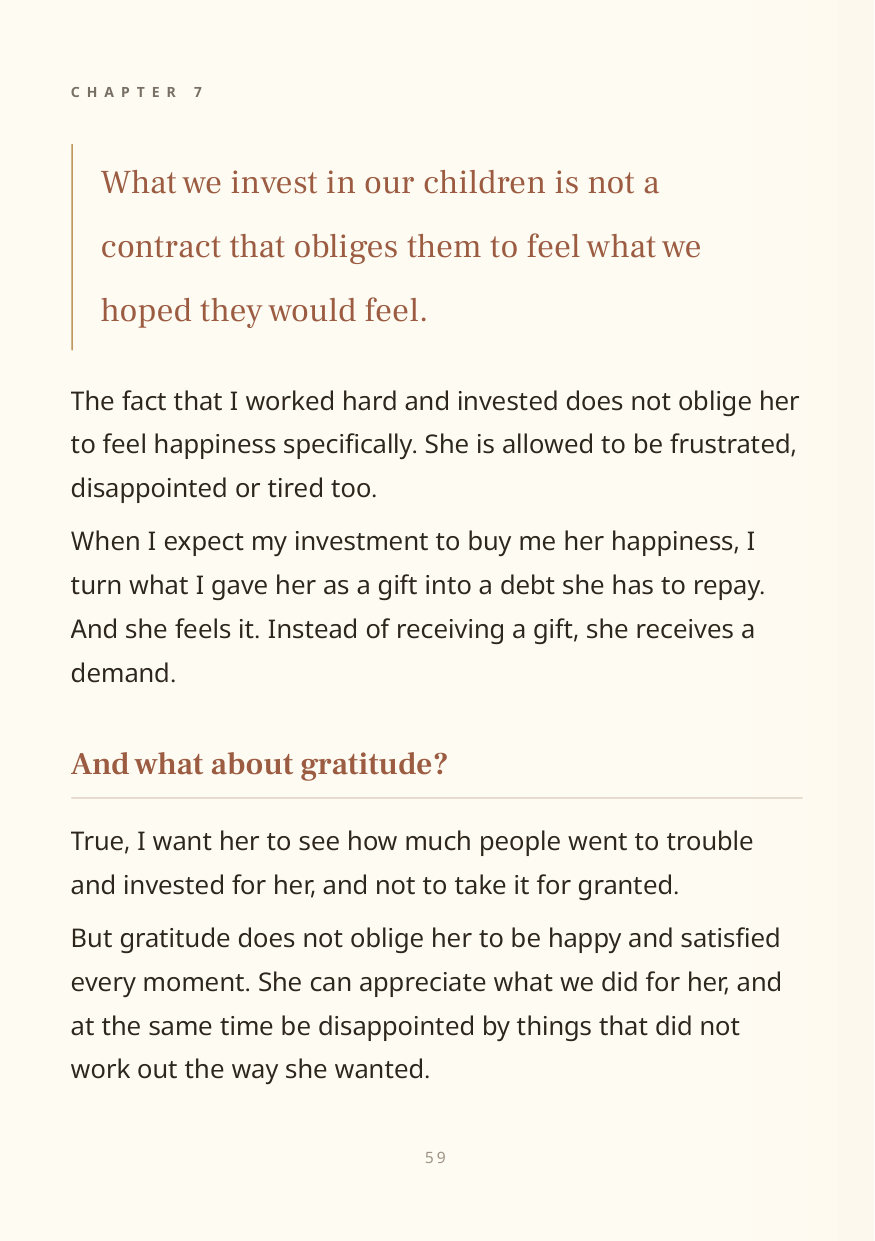 CHAPTER 7
What we invest in our children is not a
contract that obliges them to feel what we
hoped they would feel.
The fact that I worked hard and invested does not oblige her
to feel happiness specifically. She is allowed to be frustrated,
disappointed or tired too.
When I expect my investment to buy me her happiness, I
turn what I gave her as a gift into a debt she has to repay.
And she feels it. Instead of receiving a gift, she receives a
demand.
And what about gratitude?
True, I want her to see how much people went to trouble
and invested for her, and not to take it for granted.
But gratitude does not oblige her to be happy and satisfied
every moment. She can appreciate what we did for her, and
at the same time be disappointed by things that did not
work out the way she wanted.
59